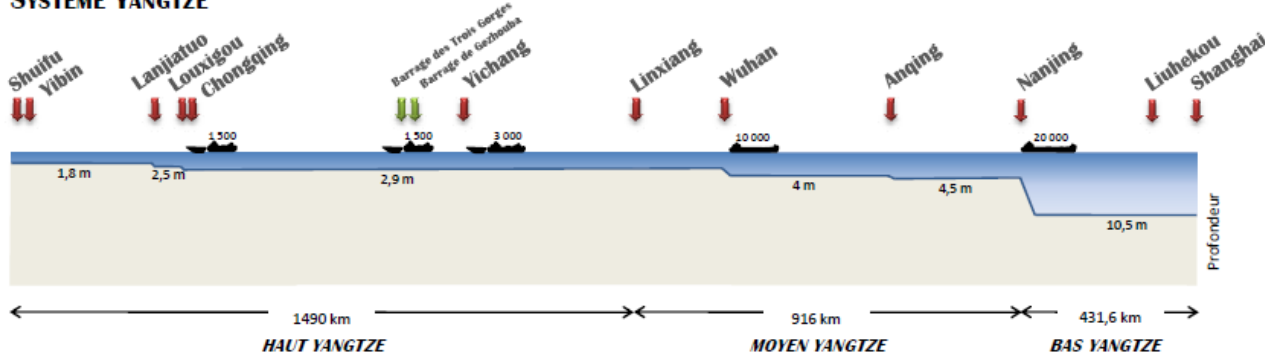 SYSTÈME YANGTZE
Shuifu
Yibin
Lanjiatuo
Louxigou
Chongqing
Barrage des Trois Gorges
Barrage de Gezhouba
Yichang
Linxiang
Wuhan
Anqing
Nanjing
Liuhekou
Shanghai
1 500
1 500
3 000
10 000
20 000
1,8 m
2,5 m
2,9 m
4 m
4,5 m
10,5 m
Profondeur
1490 km
916 km
431,6 km
HAUT YANGTZE
MOYEN YANGTZE
BAS YANGTZE